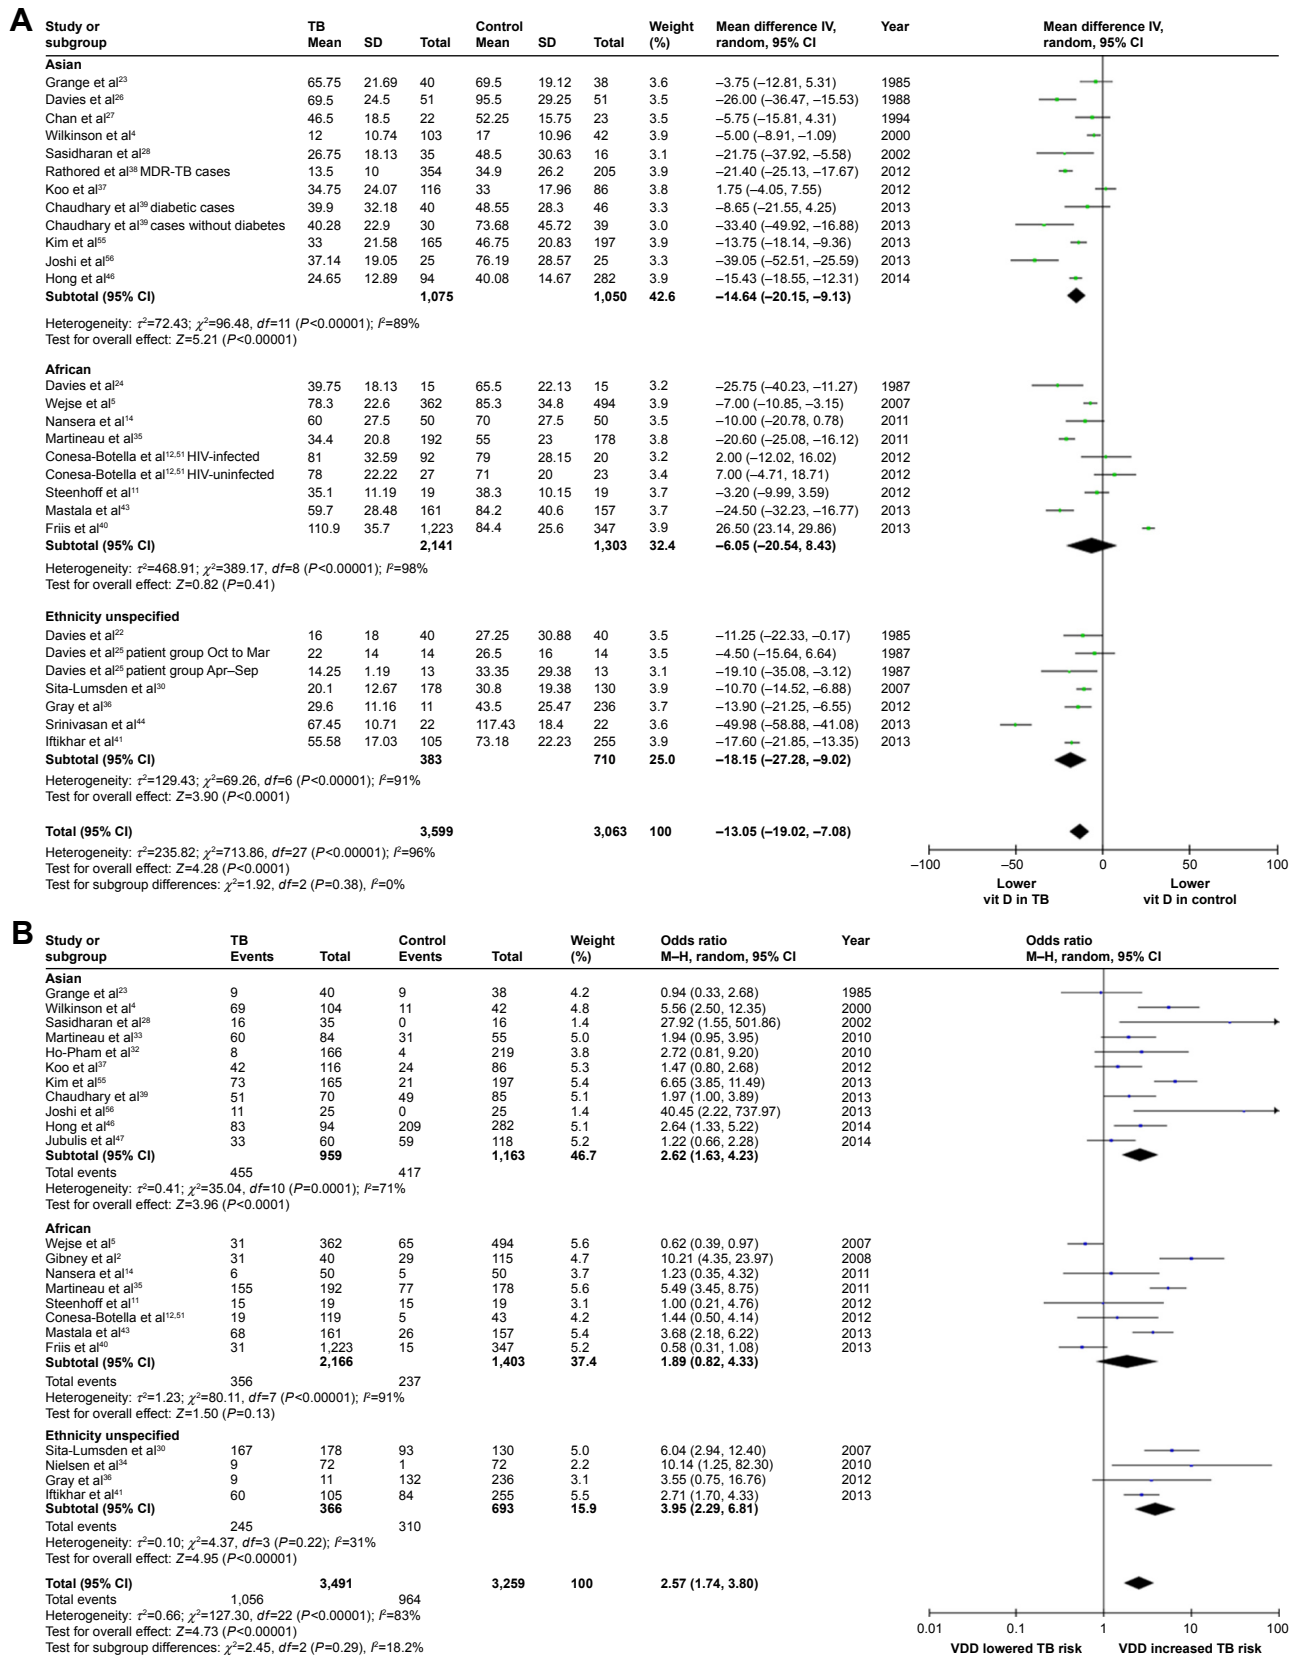 A
Study or subgroup TB Mean SD Total Control Mean SD Total Weight (%) Mean difference IV, random, 95% CI Year Mean difference IV, random, 95% CI
Asian
Grange et al23 65.75 21.69 40 69.5 19.12 38 3.6 –3.75 (–12.81, 5.31) 1985
Davies et al26 69.5 24.5 51 95.5 29.25 51 3.5 –26.00 (–36.47, –15.53) 1988
Chan et al27 46.5 18.5 22 52.25 15.75 23 3.5 –5.75 (–15.81, 4.31) 1994
Wilkinson et al4 12 10.74 103 17 10.96 42 3.9 –5.00 (–8.91, –1.09) 2000
Sasidharan et al28 26.75 18.13 35 48.5 30.63 16 3.1 –21.75 (–37.92, –5.58) 2002
Rathored et al38 MDR-TB cases 13.5 10 354 34.9 26.2 205 3.9 –21.40 (–25.13, –17.67) 2012
Koo et al37 34.75 24.07 116 33 17.96 86 3.8 1.75 (–4.05, 7.55) 2012
Chaudhary et al39 diabetic cases 39.9 32.18 40 48.55 28.3 46 3.3 –8.65 (–21.55, 4.25) 2013
Chaudhary et al39 cases without diabetes 40.28 22.9 30 73.68 45.72 39 3.0 –33.40 (–49.92, –16.88) 2013
Kim et al55 33 21.58 165 46.75 20.83 197 3.9 –13.75 (–18.14, –9.36) 2013
Joshi et al56 37.14 19.05 25 76.19 28.57 25 3.3 –39.05 (–52.51, –25.59) 2013
Hong et al46 24.65 12.89 94 40.08 14.67 282 3.9 –15.43 (–18.55, –12.31) 2014
Subtotal (95% CI) 1,075 1,050 42.6 –14.64 (–20.15, –9.13)
Heterogeneity: τ²=72.43; χ²=96.48, df=11 (P<0.00001); I²=89%
Test for overall effect: Z=5.21 (P<0.00001)
African
Davies et al24 39.75 18.13 15 65.5 22.13 15 3.2 –25.75 (–40.23, –11.27) 1987
Wejse et al5 78.3 22.6 362 85.3 34.8 494 3.9 –7.00 (–10.85, –3.15) 2007
Nansera et al14 60 27.5 50 70 27.5 50 3.5 –10.00 (–20.78, 0.78) 2011
Martineau et al35 34.4 20.8 192 55 23 178 3.8 –20.60 (–25.08, –16.12) 2011
Conesa-Botella et al12,51 HIV-infected 81 32.59 92 79 28.15 20 3.2 2.00 (–12.02, 16.02) 2012
Conesa-Botella et al12,51 HIV-uninfected 78 22.22 27 71 20 23 3.4 7.00 (–4.71, 18.71) 2012
Steenhoff et al11 35.1 11.19 19 38.3 10.15 19 3.7 –3.20 (–9.99, 3.59) 2012
Mastala et al43 59.7 28.48 161 84.2 40.6 157 3.7 –24.50 (–32.23, –16.77) 2013
Friis et al40 110.9 35.7 1,223 84.4 25.6 347 3.9 26.50 (23.14, 29.86) 2013
Subtotal (95% CI) 2,141 1,303 32.4 –6.05 (–20.54, 8.43)
Heterogeneity: τ²=468.91; χ²=389.17, df=8 (P<0.00001); I²=98%
Test for overall effect: Z=0.82 (P=0.41)
Ethnicity unspecified
Davies et al22 16 18 40 27.25 30.88 40 3.5 –11.25 (–22.33, –0.17) 1985
Davies et al25 patient group Oct to Mar 22 14 14 26.5 16 14 3.5 –4.50 (–15.64, 6.64) 1987
Davies et al25 patient group Apr–Sep 14.25 1.19 13 33.35 29.38 13 3.1 –19.10 (–35.08, –3.12) 1987
Sita-Lumsden et al30 20.1 12.67 178 30.8 19.38 130 3.9 –10.70 (–14.52, –6.88) 2007
Gray et al36 29.6 11.16 11 43.5 25.47 236 3.7 –13.90 (–21.25, –6.55) 2012
Srinivasan et al44 67.45 10.71 22 117.43 18.4 22 3.6 –49.98 (–58.88, –41.08) 2013
Iftikhar et al41 55.58 17.03 105 73.18 22.23 255 3.9 –17.60 (–21.85, –13.35) 2013
Subtotal (95% CI) 383 710 25.0 –18.15 (–27.28, –9.02)
Heterogeneity: τ²=129.43; χ²=69.26, df=6 (P<0.00001); I²=91%
Test for overall effect: Z=3.90 (P<0.0001)
Total (95% CI) 3,599 3,063 100 –13.05 (–19.02, –7.08)
Heterogeneity: τ²=235.82; χ²=713.86, df=27 (P<0.00001); I²=96%
Test for overall effect: Z=4.28 (P<0.0001)
Test for subgroup differences: χ²=1.92, df=2 (P=0.38), I²=0%
–100 –50 0 50 100
Lower vit D in TB Lower vit D in control
B
Study or subgroup TB Events Total Control Events Total Weight (%) Odds ratio M–H, random, 95% CI Year Odds ratio M–H, random, 95% CI
Asian
Grange et al23 9 40 9 38 4.2 0.94 (0.33, 2.68) 1985
Wilkinson et al4 69 104 11 42 4.8 5.56 (2.50, 12.35) 2000
Sasidharan et al28 16 35 0 16 1.4 27.92 (1.55, 501.86) 2002
Martineau et al33 60 84 31 55 5.0 1.94 (0.95, 3.95) 2010
Ho-Pham et al32 8 166 4 219 3.8 2.72 (0.81, 9.20) 2010
Koo et al37 42 116 24 86 5.3 1.47 (0.80, 2.68) 2012
Kim et al55 73 165 21 197 5.4 6.65 (3.85, 11.49) 2013
Chaudhary et al39 51 70 49 85 5.1 1.97 (1.00, 3.89) 2013
Joshi et al56 11 25 0 25 1.4 40.45 (2.22, 737.97) 2013
Hong et al46 83 94 209 282 5.1 2.64 (1.33, 5.22) 2014
Jubulis et al47 33 60 59 118 5.2 1.22 (0.66, 2.28) 2014
Subtotal (95% CI) 959 1,163 46.7 2.62 (1.63, 4.23)
Total events 455 417
Heterogeneity: τ²=0.41; χ²=35.04, df=10 (P=0.0001); I²=71%
Test for overall effect: Z=3.96 (P<0.0001)
African
Wejse et al5 31 362 65 494 5.6 0.62 (0.39, 0.97) 2007
Gibney et al2 31 40 29 115 4.7 10.21 (4.35, 23.97) 2008
Nansera et al14 6 50 5 50 3.7 1.23 (0.35, 4.32) 2011
Martineau et al35 155 192 77 178 5.6 5.49 (3.45, 8.75) 2011
Steenhoff et al11 15 19 15 19 3.1 1.00 (0.21, 4.76) 2012
Conesa-Botella et al12,51 19 119 5 43 4.2 1.44 (0.50, 4.14) 2012
Mastala et al43 68 161 26 157 5.4 3.68 (2.18, 6.22) 2013
Friis et al40 31 1,223 15 347 5.2 0.58 (0.31, 1.08) 2013
Subtotal (95% CI) 2,166 1,403 37.4 1.89 (0.82, 4.33)
Total events 356 237
Heterogeneity: τ²=1.23; χ²=80.11, df=7 (P<0.00001); I²=91%
Test for overall effect: Z=1.50 (P=0.13)
Ethnicity unspecified
Sita-Lumsden et al30 167 178 93 130 5.0 6.04 (2.94, 12.40) 2007
Nielsen et al34 9 72 1 72 2.2 10.14 (1.25, 82.30) 2010
Gray et al36 9 11 132 236 3.1 3.55 (0.75, 16.76) 2012
Iftikhar et al41 60 105 84 255 5.5 2.71 (1.70, 4.33) 2013
Subtotal (95% CI) 366 693 15.9 3.95 (2.29, 6.81)
Total events 245 310
Heterogeneity: τ²=0.10; χ²=4.37, df=3 (P=0.22); I²=31%
Test for overall effect: Z=4.95 (P<0.00001)
Total (95% CI) 3,491 3,259 100 2.57 (1.74, 3.80)
Total events 1,056 964
Heterogeneity: τ²=0.66; χ²=127.30, df=22 (P<0.00001); I²=83%
Test for overall effect: Z=4.73 (P<0.00001)
Test for subgroup differences: χ²=2.45, df=2 (P=0.29), I²=18.2%
0.01 0.1 1 10 100
VDD lowered TB risk VDD increased TB risk